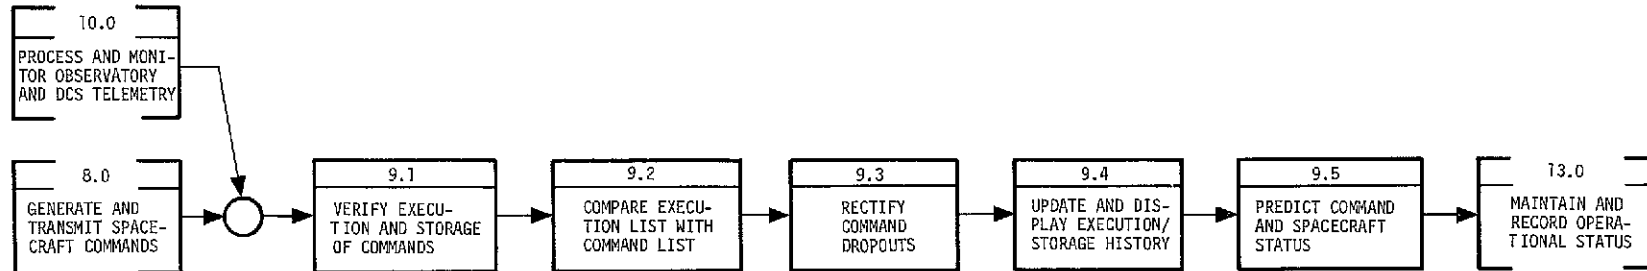 10.0
PROCESS AND MONI-
TOR OBSERVATORY
AND DCS TELEMETRY
8.0
GENERATE AND
TRANSMIT SPACE-
CRAFT COMMANDS
9.1
VERIFY EXECU-
TION AND STORAGE
OF COMMANDS
9.2
COMPARE EXECU-
TION LIST WITH
COMMAND LIST
9.3
RECTIFY
COMMAND
DROPOUTS
9.4
UPDATE AND DIS-
PLAY EXECUTION/
STORAGE HISTORY
9.5
PREDICT COMMAND
AND SPACECRAFT
STATUS
13.0
MAINTAIN AND
RECORD OPERA-
TIONAL STATUS